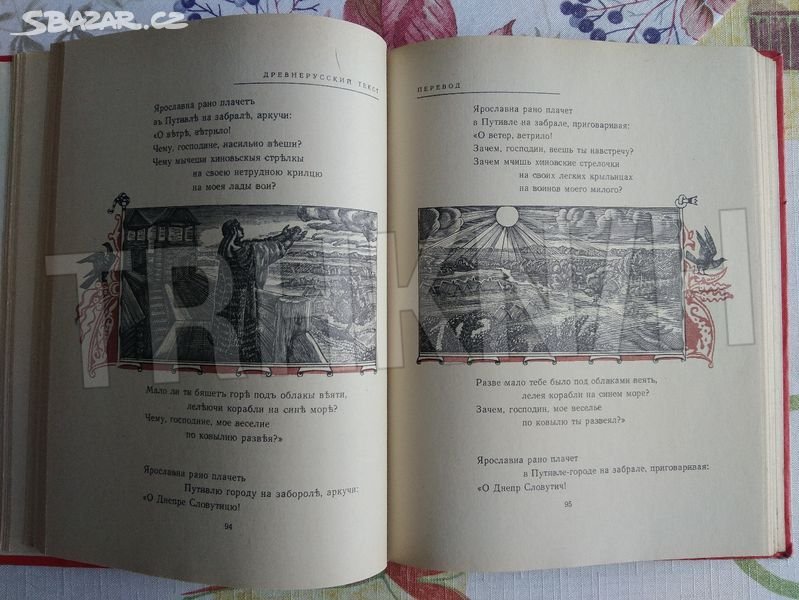 SBAZAR.cz
ДРЕВНЕРУССКИЙ ТЕКСТ
Ярославна рано плачетъ
въ Путивлѣ на забралѣ, аркучи:
«О вѣтрѣ, вѣтрило!
Чему, господине, насильно вѣеши?
Чему мычеши хиновьскыя стрѣлкы
на своею нетрудною крилцю
на моея лады вои?
Мало ли ти бяшетъ горѣ подъ облакы вѣяти,
лелѣючи корабли на синѣ морѣ?
Чему, господине, мое веселие
по ковылию развѣя?»
Ярославна рано плачеть
Путивлю городу на заборолѣ, аркучи:
«О Днепре Словутицю!
94
ПЕРЕВОД
Ярославна рано плачет
в Путивле на забрале, приговаривая:
«О ветер, ветрило!
Зачем, господин, веешь ты навстречу?
Зачем мчишь хиновские стрелочки
на своих легких крыльицах
на воинов моего милого?
Разве мало тебе было под облаками веять,
лелея корабли на синем море?
Зачем, господин, мое веселье
по ковылю ты развеял?»
Ярославна рано плачет
в Путивле-городе на забрале, приговаривая:
«О Днепр Словутич!
95